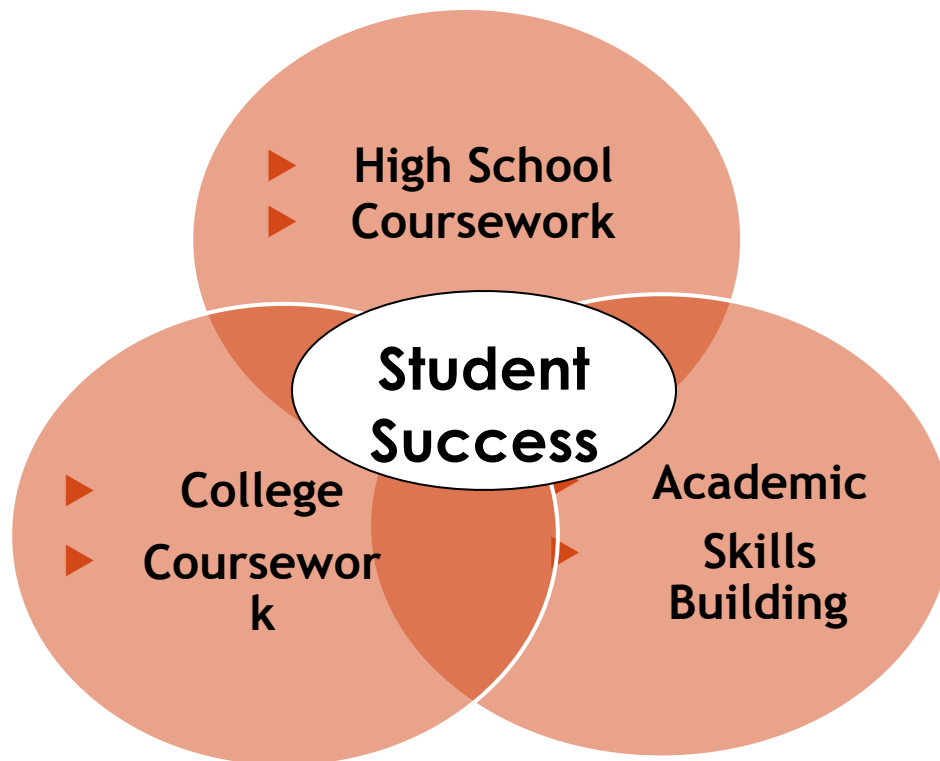 High School
Coursework
Student
Success
College
Coursewor
k
Academic
Skills
Building